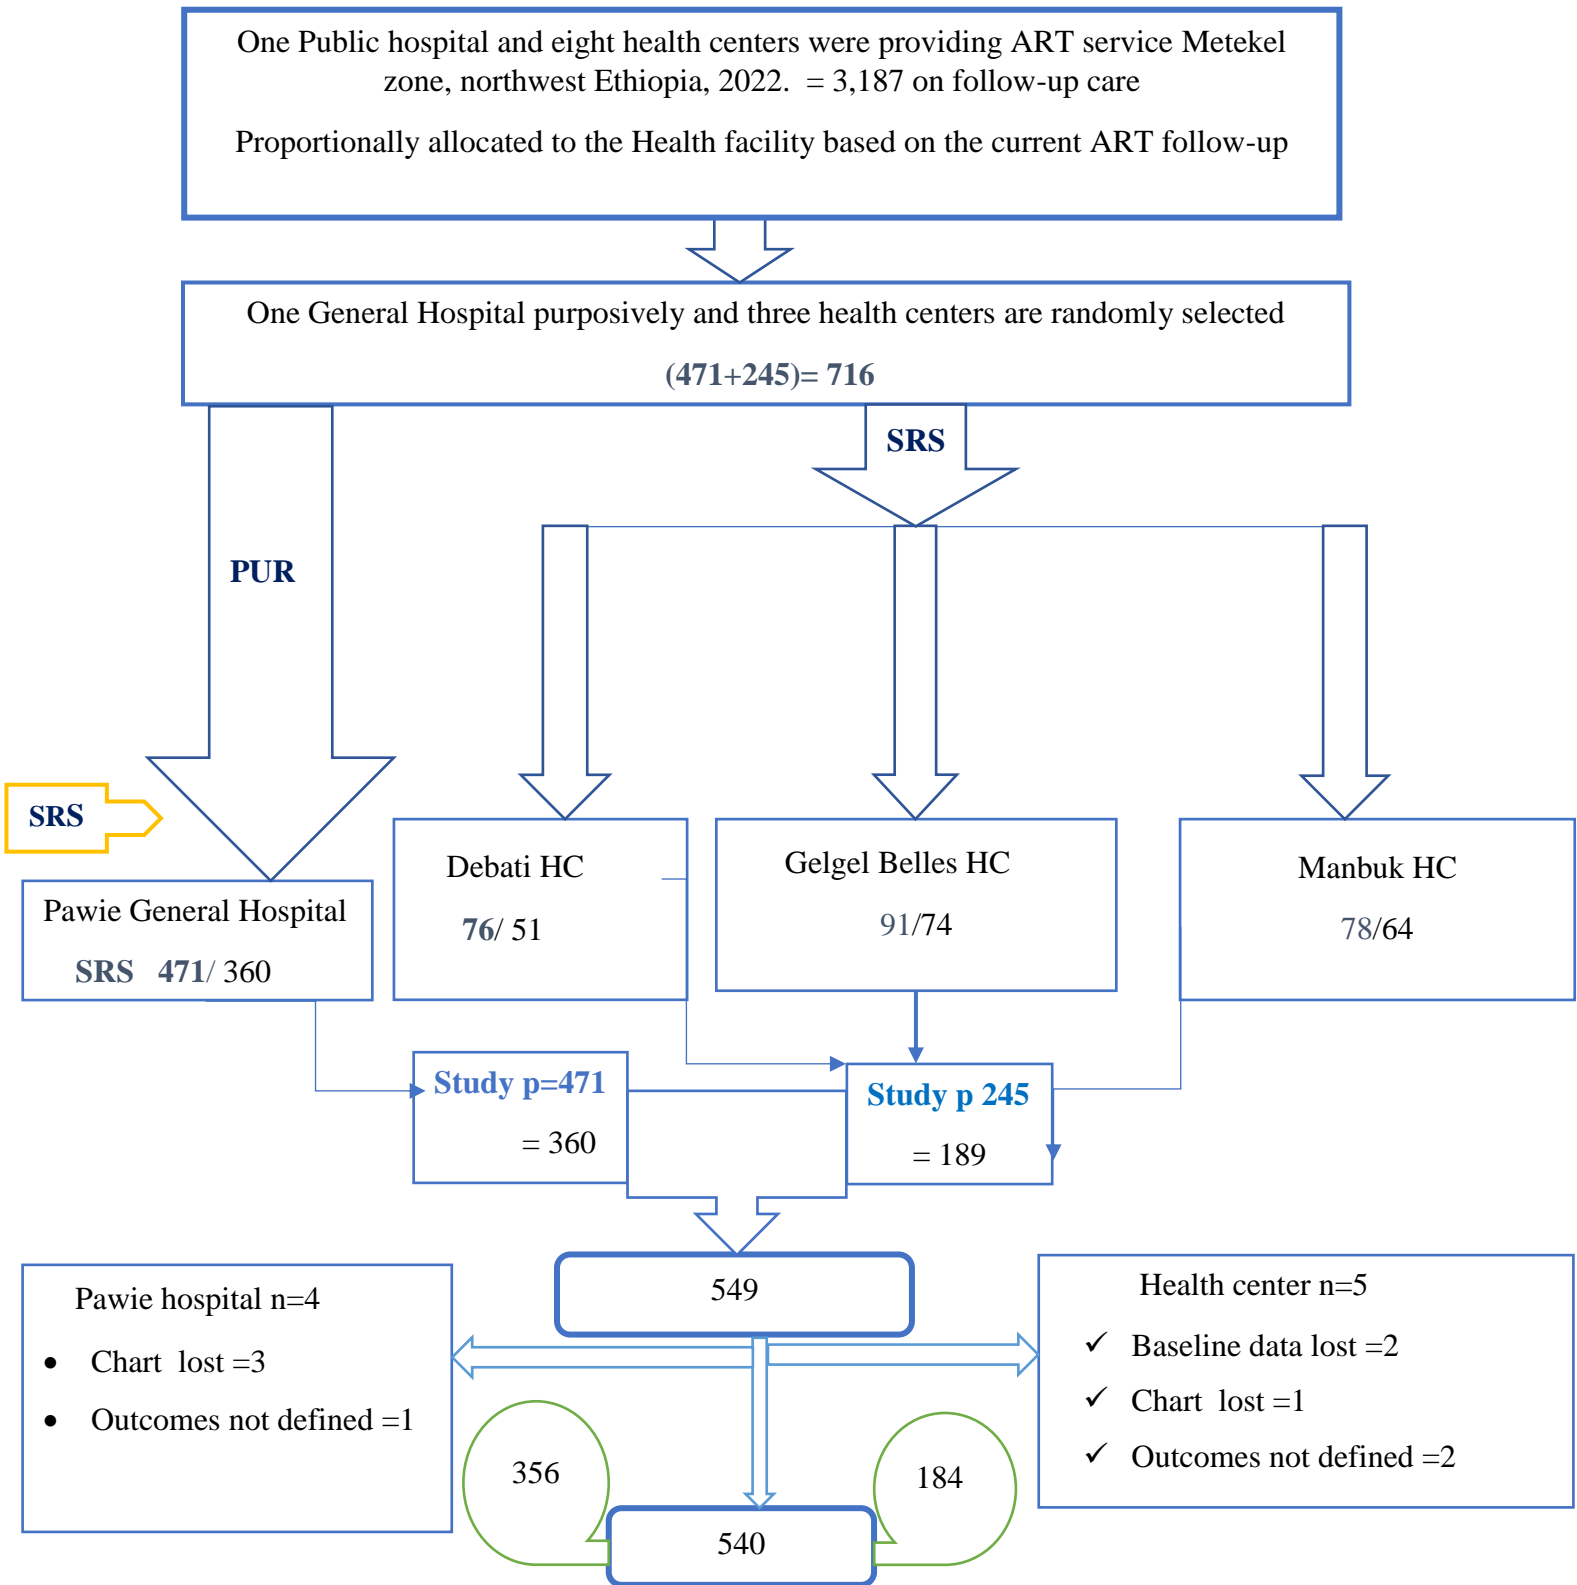 One Public hospital and eight health centers were providing ART service Metekel
zone, northwest Ethiopia, 2022.  = 3,187 on follow-up care
Proportionally allocated to the Health facility based on the current ART follow-up
One General Hospital purposively and three health centers are randomly selected
(471+245)= 716
SRS
PUR
SRS
Pawie General Hospital
SRS   471/ 360
Debati HC
76/ 51
Gelgel Belles HC
91/74
Manbuk HC
78/64
Study p=471
= 360
Study p 245
= 189
549
Pawie hospital n=4
• Chart  lost =3
• Outcomes not defined =1
Health center n=5
✓ Baseline data lost =2
✓ Chart  lost =1
✓ Outcomes not defined =2
356
184
540